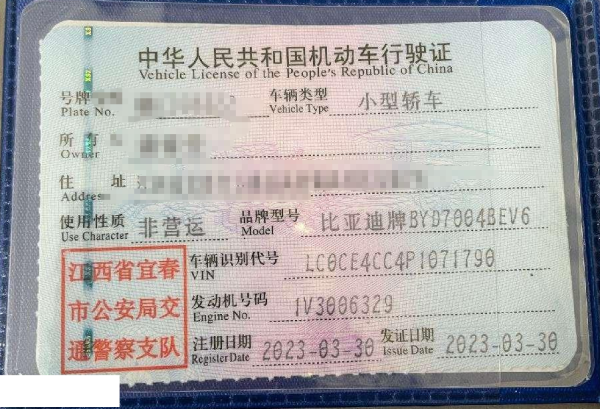 中华人民共和国机动车行驶证
Vehicle License of the People's Republic of China
号牌 车辆类型 小型轿车
Plate No. Vehicle Type
所 有
Owner
住 址
Address
使用性质 非营运 品牌型号 比亚迪牌BYD7004BEV6
Use Character Model
江西省宜春 车辆识别代号 LC0CE4CC4P1071790
VIN
市公安局交 发动机号码 1V3006329
Engine No.
通警察支队 注册日期 2023-03-30 发证日期 2023-03-30
Register Date Issue Date